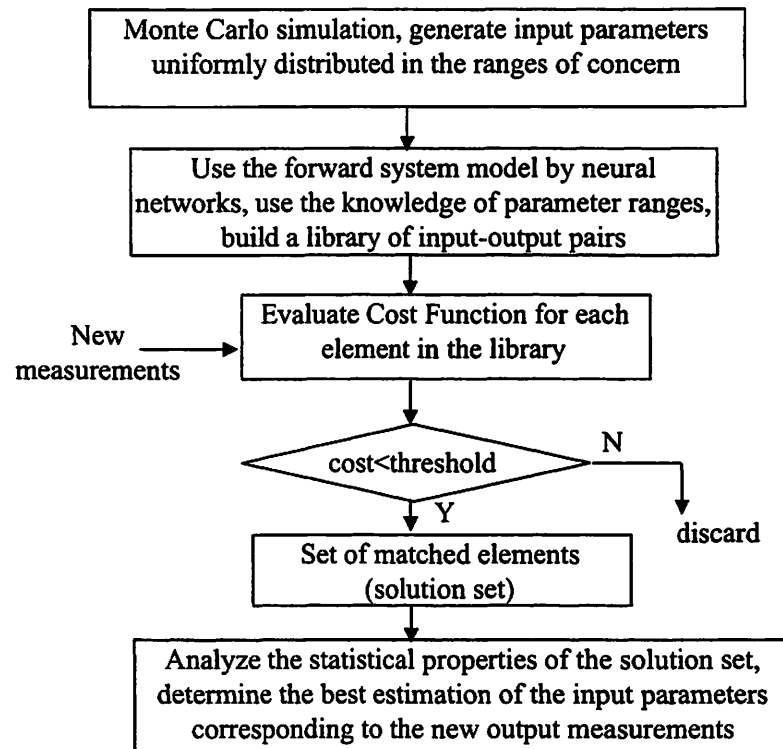 Monte Carlo simulation, generate input parameters
uniformly distributed in the ranges of concern
Use the forward system model by neural
networks, use the knowledge of parameter ranges,
build a library of input-output pairs
New
measurements
Evaluate Cost Function for each
element in the library
cost<threshold
N
discard
Y
Set of matched elements
(solution set)
Analyze the statistical properties of the solution set,
determine the best estimation of the input parameters
corresponding to the new output measurements